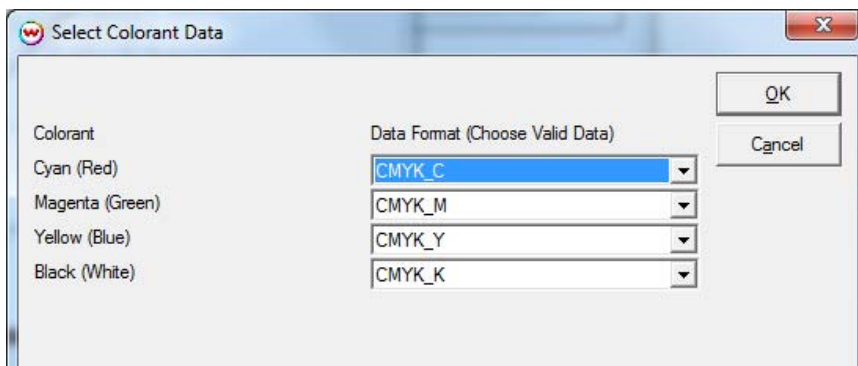 Select Colorant Data
OK
Colorant Data Format (Choose Valid Data) Cancel
Cyan (Red) CMYK_C
Magenta (Green) CMYK_M
Yellow (Blue) CMYK_Y
Black (White) CMYK_K